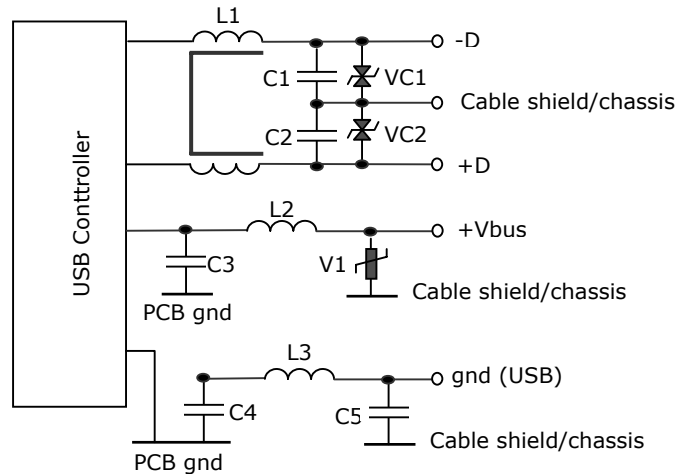 L1
-D
C1
VC1
Cable shield/chassis
C2
VC2
+D
USB Conttroller
L2
+Vbus
C3
V1
Cable shield/chassis
PCB gnd
L3
gnd (USB)
C4
C5
Cable shield/chassis
PCB gnd